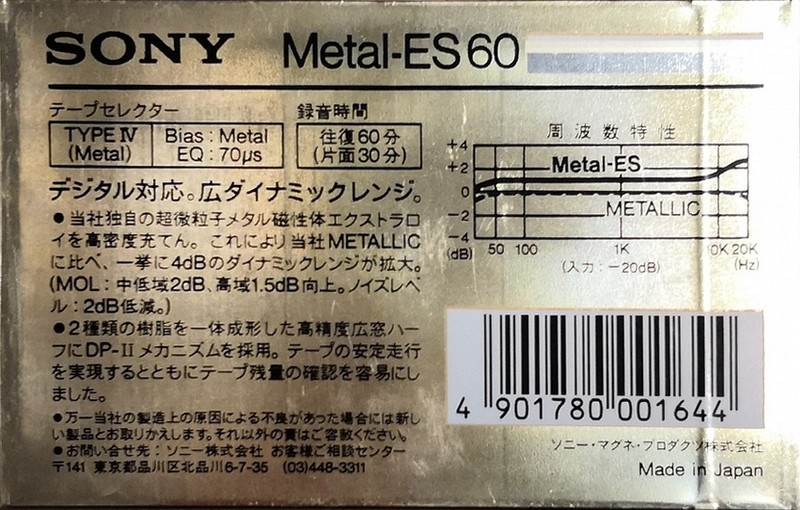 SONY Metal-ES 60
テープセレクター
TYPE Ⅳ
(Metal)
Bias : Metal
EQ : 70μs
録音時間
往復60分
(片面30分)
デジタル対応。広ダイナミックレンジ。
●当社独自の超微粒子メタル磁性体エクストラロ
イを高密度充てん。これにより当社METALLIC
に比べ、一挙に4dBのダイナミックレンジが拡大。
(MOL：中低域2dB、高域1.5dB向上。ノイズレベ
ル：2dB低減。)
●2種類の樹脂を一体成形した高精度広窓ハー
フにDP-Ⅱメカニズムを採用。テープの安定走行
を実現するとともにテープ残量の確認を容易にし
ました。
●万一当社の製造上の原因による不良があった場合には新し
い製品とお取りかえします。それ以外の責はご容赦ください。
●お問い合せ先：ソニー株式会社 お客様ご相談センター
〒141 東京都品川区北品川6-7-35 (03)448-3311
周波数特性
+4
+2
0
−2
−4
(dB)
Metal-ES
METALLIC
50 100 1K 10K 20K
(入力：−20dB) (Hz)
4 901780 001644
ソニー・マグネ・プロダクツ株式会社
Made in Japan